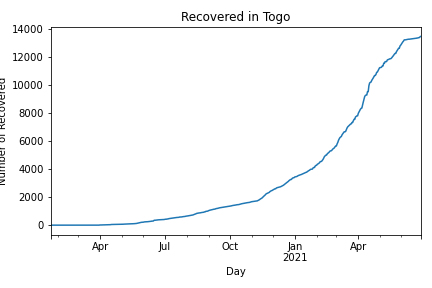 Recovered in Togo
14000
12000
10000
8000
6000
4000
2000
0
Number of Recovered
Apr
Jul
Oct
Jan
2021
Apr
Day